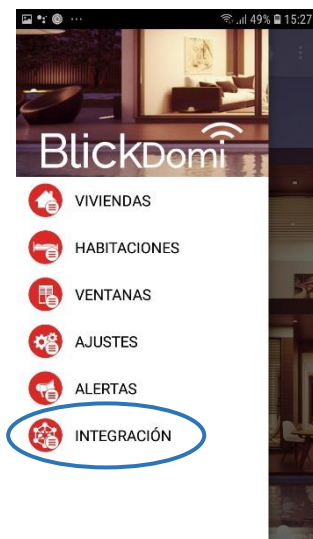 49% 15:27
BlickDomi
VIVIENDAS
HABITACIONES
VENTANAS
AJUSTES
ALERTAS
INTEGRACIÓN